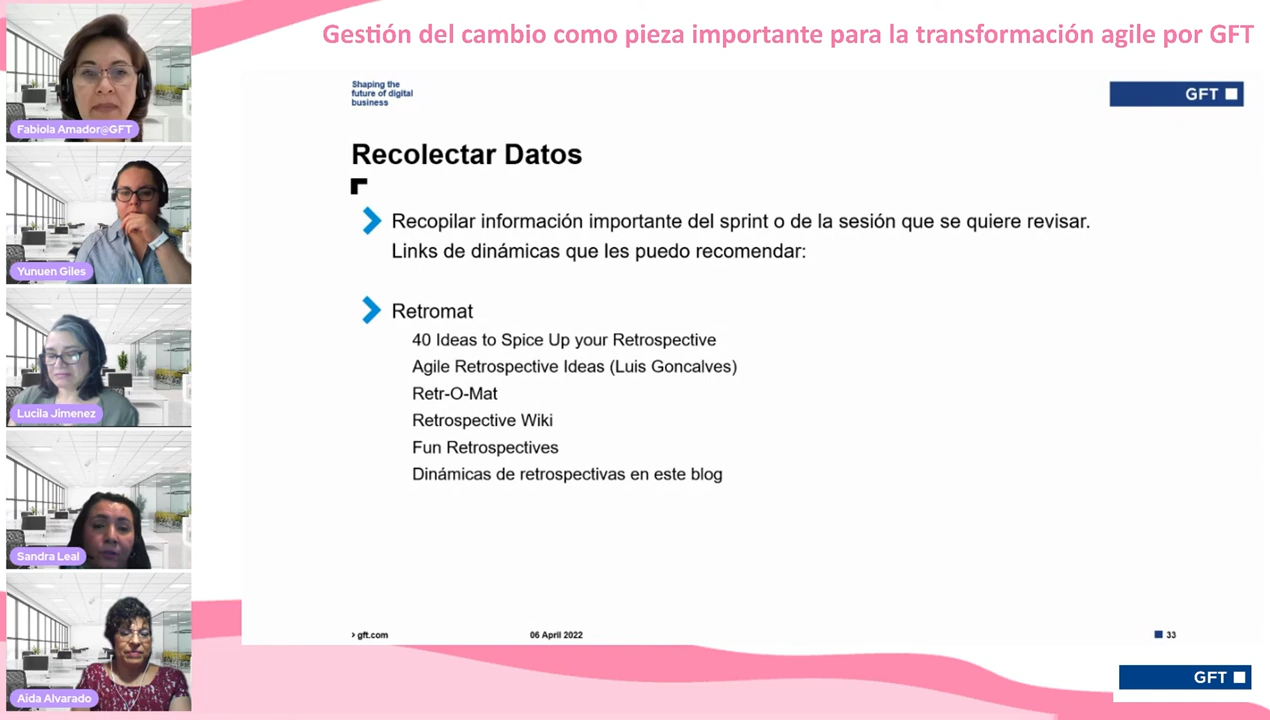 Gestión del cambio como pieza importante para la transformación agile por GFT
Shaping the
future of digital
business
GFT
Recolectar Datos
Recopilar información importante del sprint o de la sesión que se quiere revisar.
Links de dinámicas que les puedo recomendar:
Retromat
40 Ideas to Spice Up your Retrospective
Agile Retrospective Ideas (Luis Goncalves)
Retr-O-Mat
Retrospective Wiki
Fun Retrospectives
Dinámicas de retrospectivas en este blog
› gft.com
06 April 2022
33
GFT
Fabiola Amador@GFT
Yunuen Giles
Lucila Jimenez
Sandra Leal
Aida Alvarado